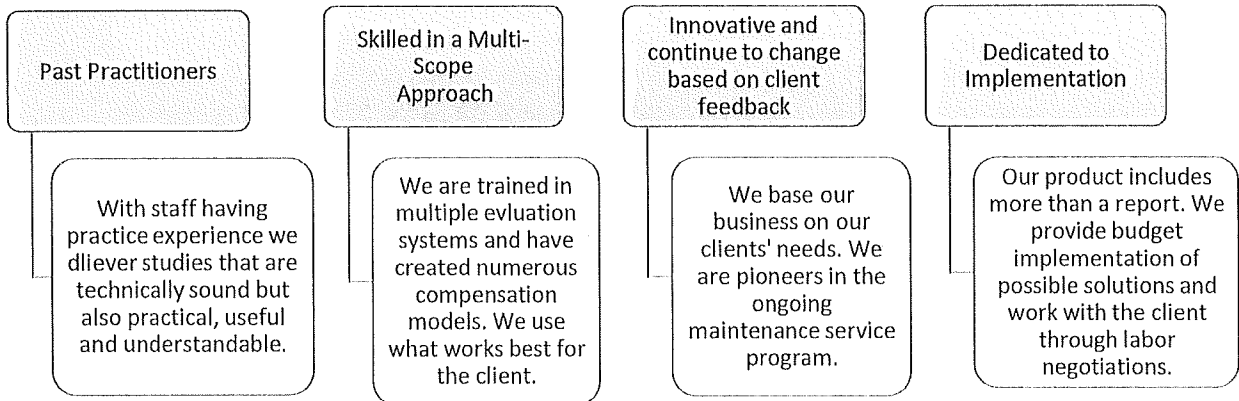 Past Practitioners
With staff having
practice experience we
dliever studies that are
technically sound but
also practical, useful
and understandable.
Skilled in a Multi-
Scope
Approach
We are trained in
multiple evluation
systems and have
created numerous
compensation
models. We use
what works best for
the client.
Innovative and
continue to change
based on client
feedback
We base our
business on our
clients' needs. We
are pioneers in the
ongoing
maintenance service
program.
Dedicated to
Implementation
Our product includes
more than a report. We
provide budget
implementation of
possible solutions and
work with the client
through labor
negotiations.